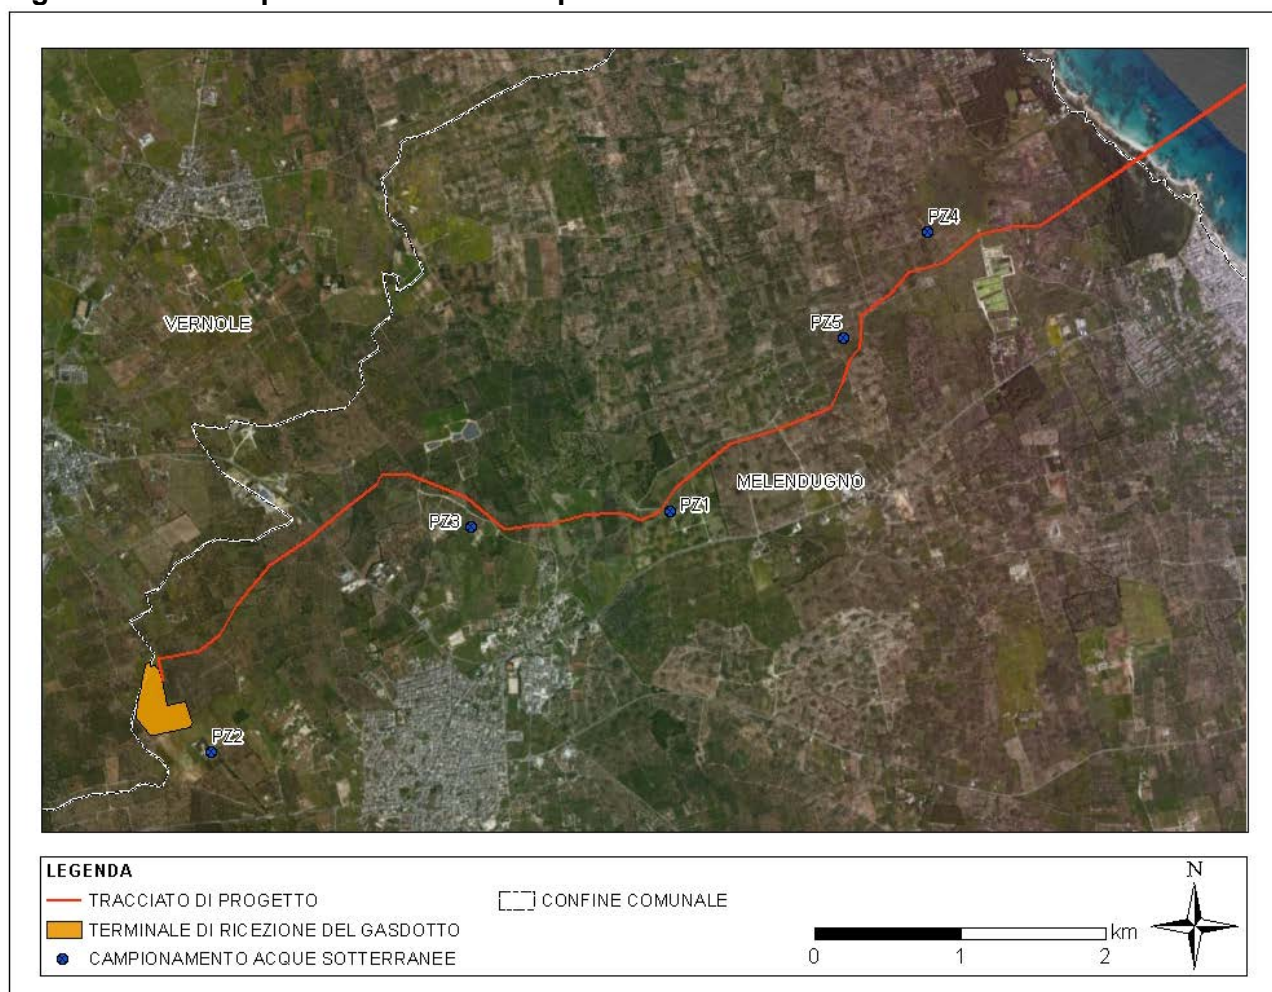 PZ4
VERNOLE
PZ5
MELENDUGNO
PZ1
PZ3
PZ2
LEGENDA
TRACCIATO DI PROGETTO
CONFINE COMUNALE
TERMINALE DI RICEZIONE DEL GASDOTTO
CAMPIONAMENTO ACQUE SOTTERRANEE
N
km
0 1 2